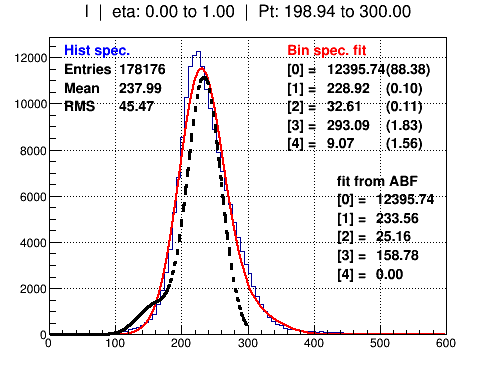 I | eta: 0.00 to 1.00 | Pt: 198.94 to 300.00
Hist spec.
Entries 178176
Mean 237.99
RMS 45.47
Bin spec. fit
[0] = 12395.74(88.38)
[1] = 228.92 (0.10)
[2] = 32.61 (0.11)
[3] = 293.09 (1.83)
[4] = 9.07 (1.56)
fit from ABF
[0] = 12395.74
[1] = 233.56
[2] = 25.16
[3] = 158.78
[4] = 0.00
12000
10000
8000
6000
4000
2000
0
0 100 200 300 400 500 600